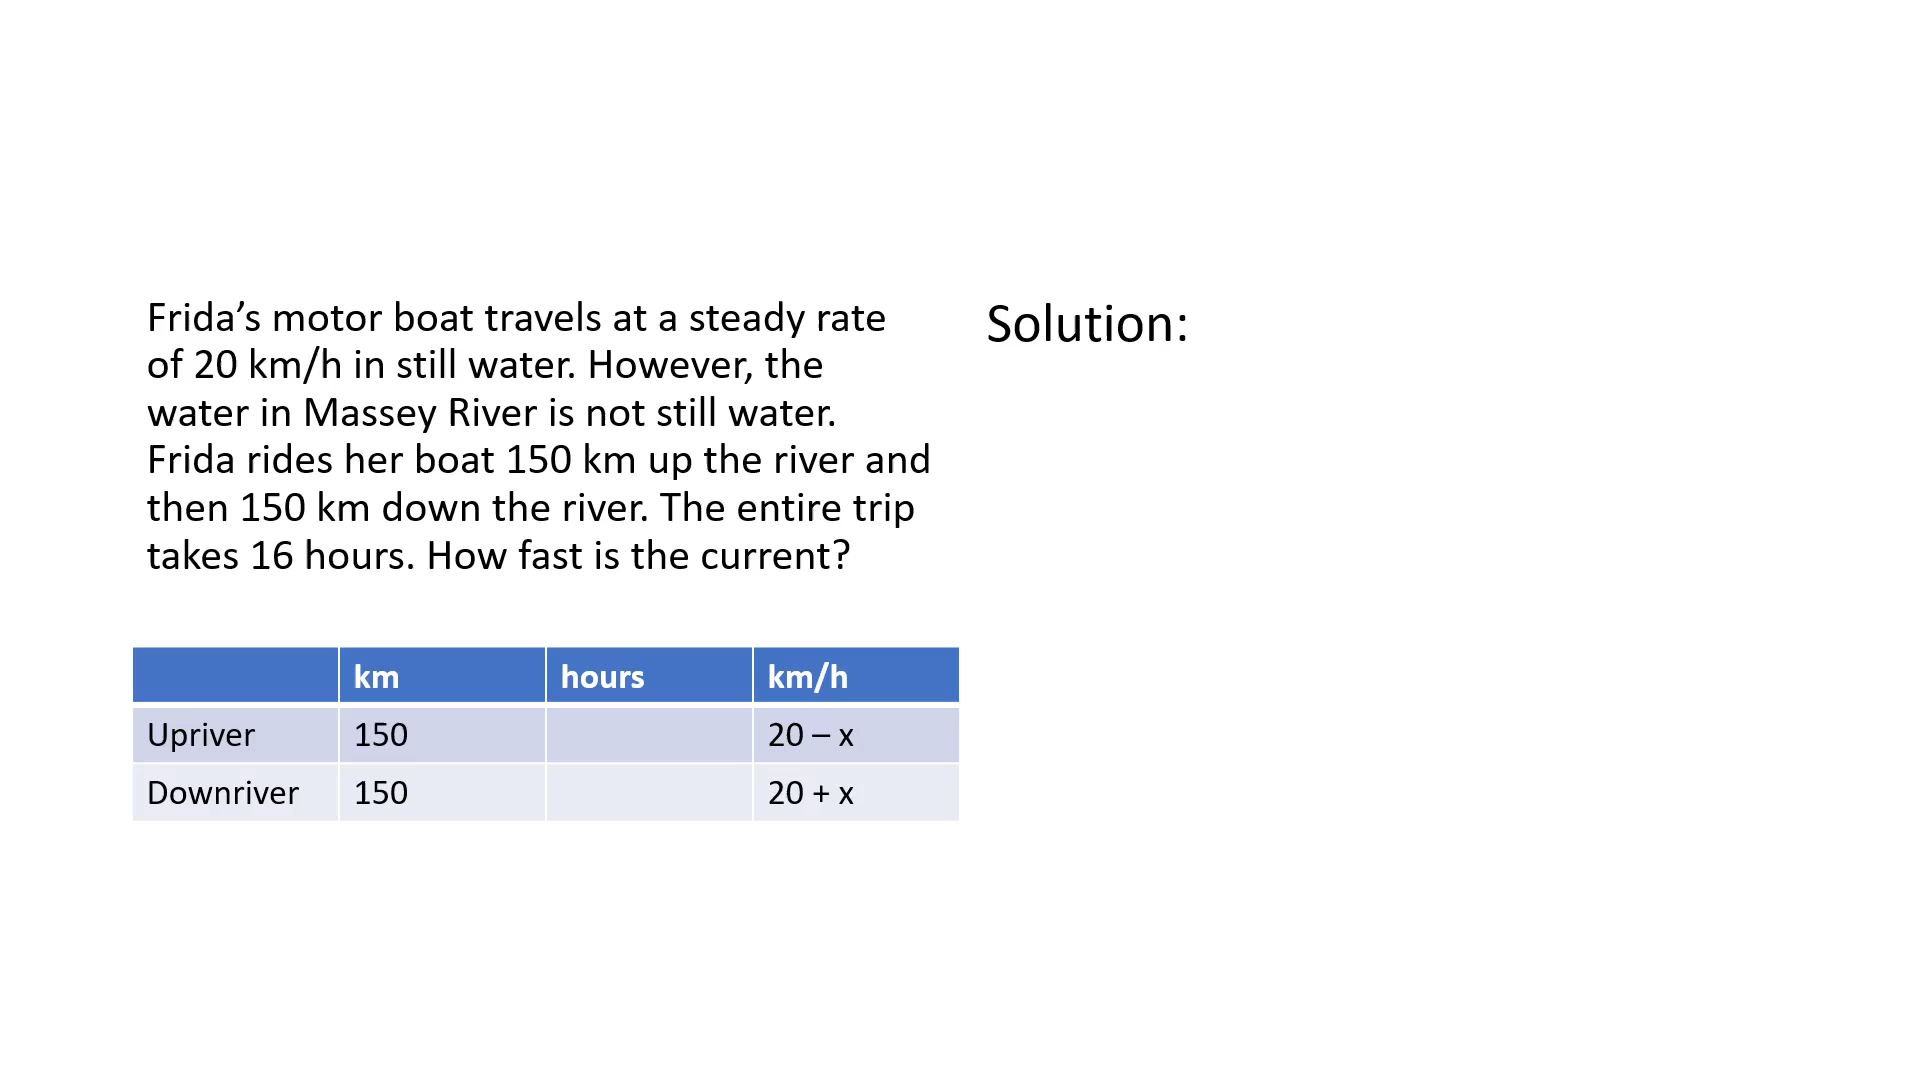 Frida’s motor boat travels at a steady rate
of 20 km/h in still water. However, the
water in Massey River is not still water.
Frida rides her boat 150 km up the river and
then 150 km down the river. The entire trip
takes 16 hours. How fast is the current?
Solution:
km hours km/h
Upriver 150 20 – x
Downriver 150 20 + x